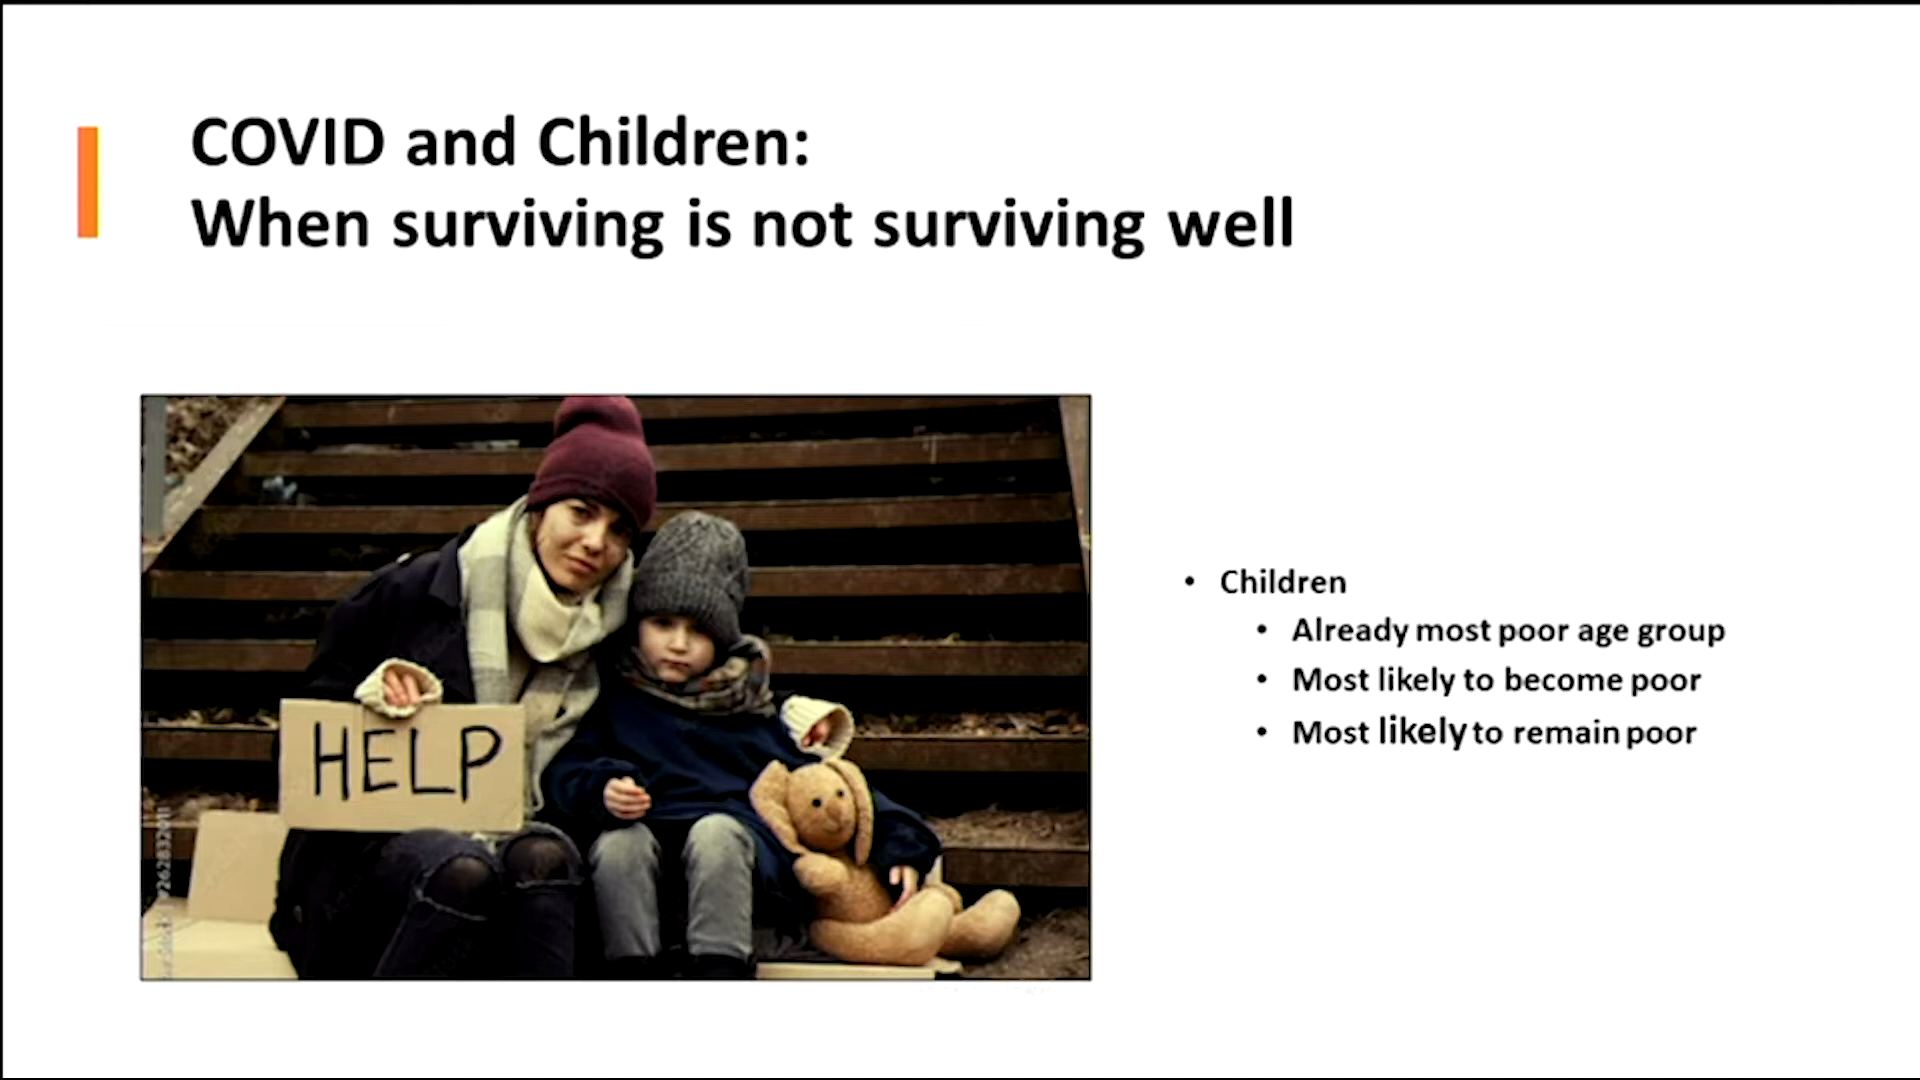 COVID and Children:
When surviving is not surviving well
HELP
• Children
• Already most poor age group
• Most likely to become poor
• Most likely to remain poor